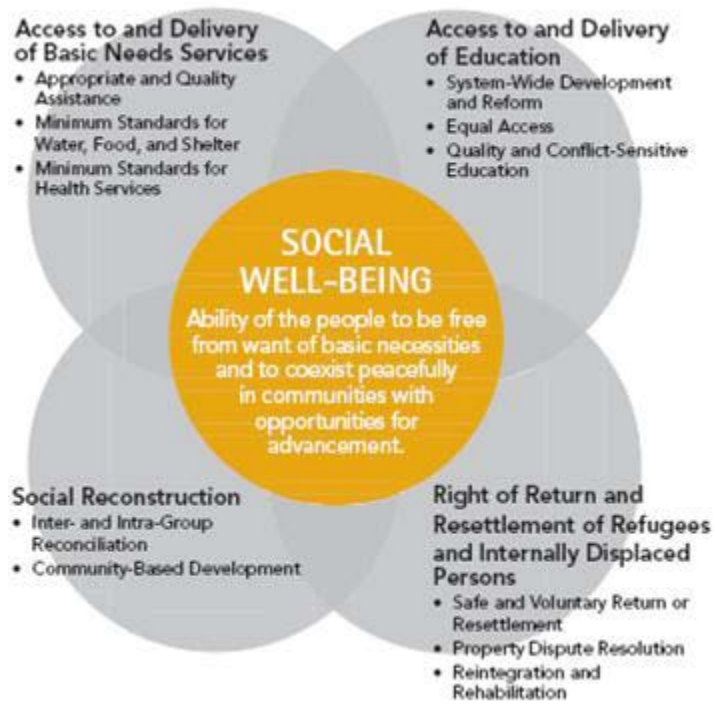 Access to and Delivery
of Basic Needs Services
• Appropriate and Quality
Assistance
• Minimum Standards for
Water, Food, and Shelter
• Minimum Standards for
Health Services
Access to and Delivery
of Education
• System-Wide Development
and Reform
• Equal Access
• Quality and Conflict-Sensitive
Education
SOCIAL
WELL-BEING
Ability of the people to be free
from want of basic necessities
and to coexist peacefully
in communities with
opportunities for
advancement.
Social Reconstruction
• Inter- and Intra-Group
Reconciliation
• Community-Based Development
Right of Return and
Resettlement of Refugees
and Internally Displaced
Persons
• Safe and Voluntary Return or
Resettlement
• Property Dispute Resolution
• Reintegration and
Rehabilitation